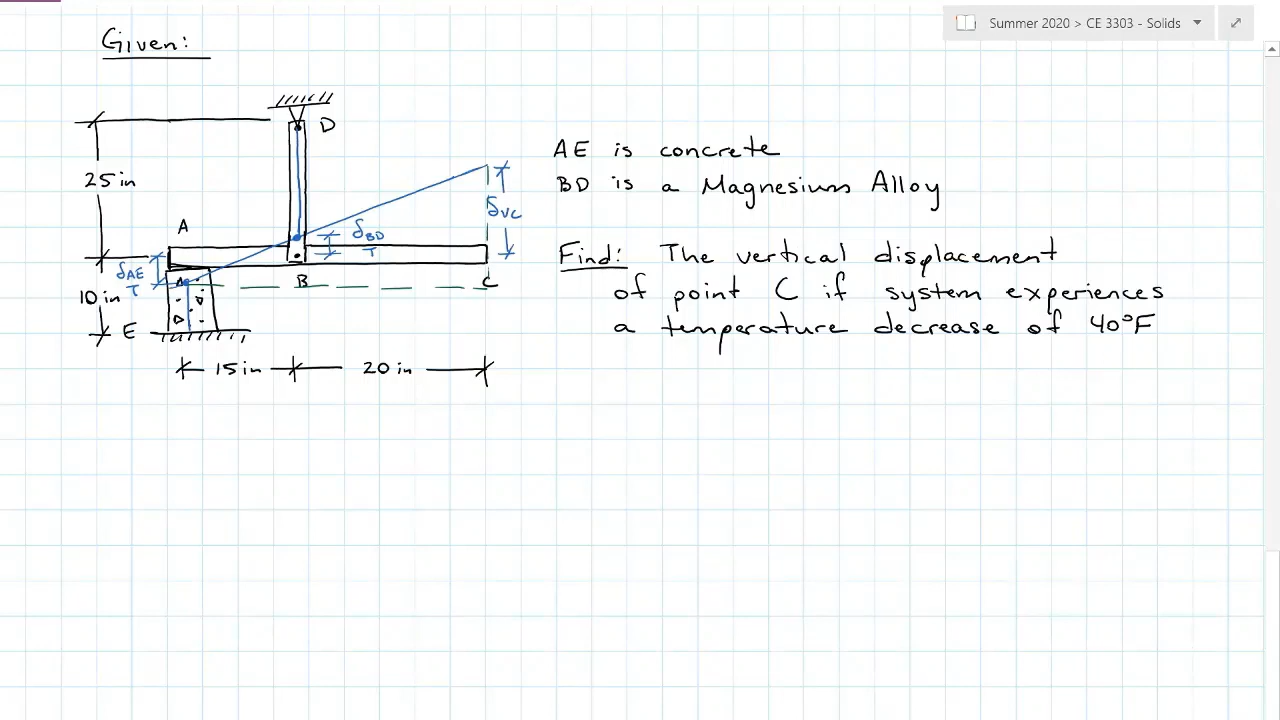 Summer 2020 > CE 3303 - Solids
Given:
D
25 in
A
AE is concrete
BD is a Magnesium Alloy
δVC
δBD
T
δAE
T
B
C
10 in
E
15 in
20 in
Find: The vertical displacement
of point C if system experiences
a temperature decrease of 40°F